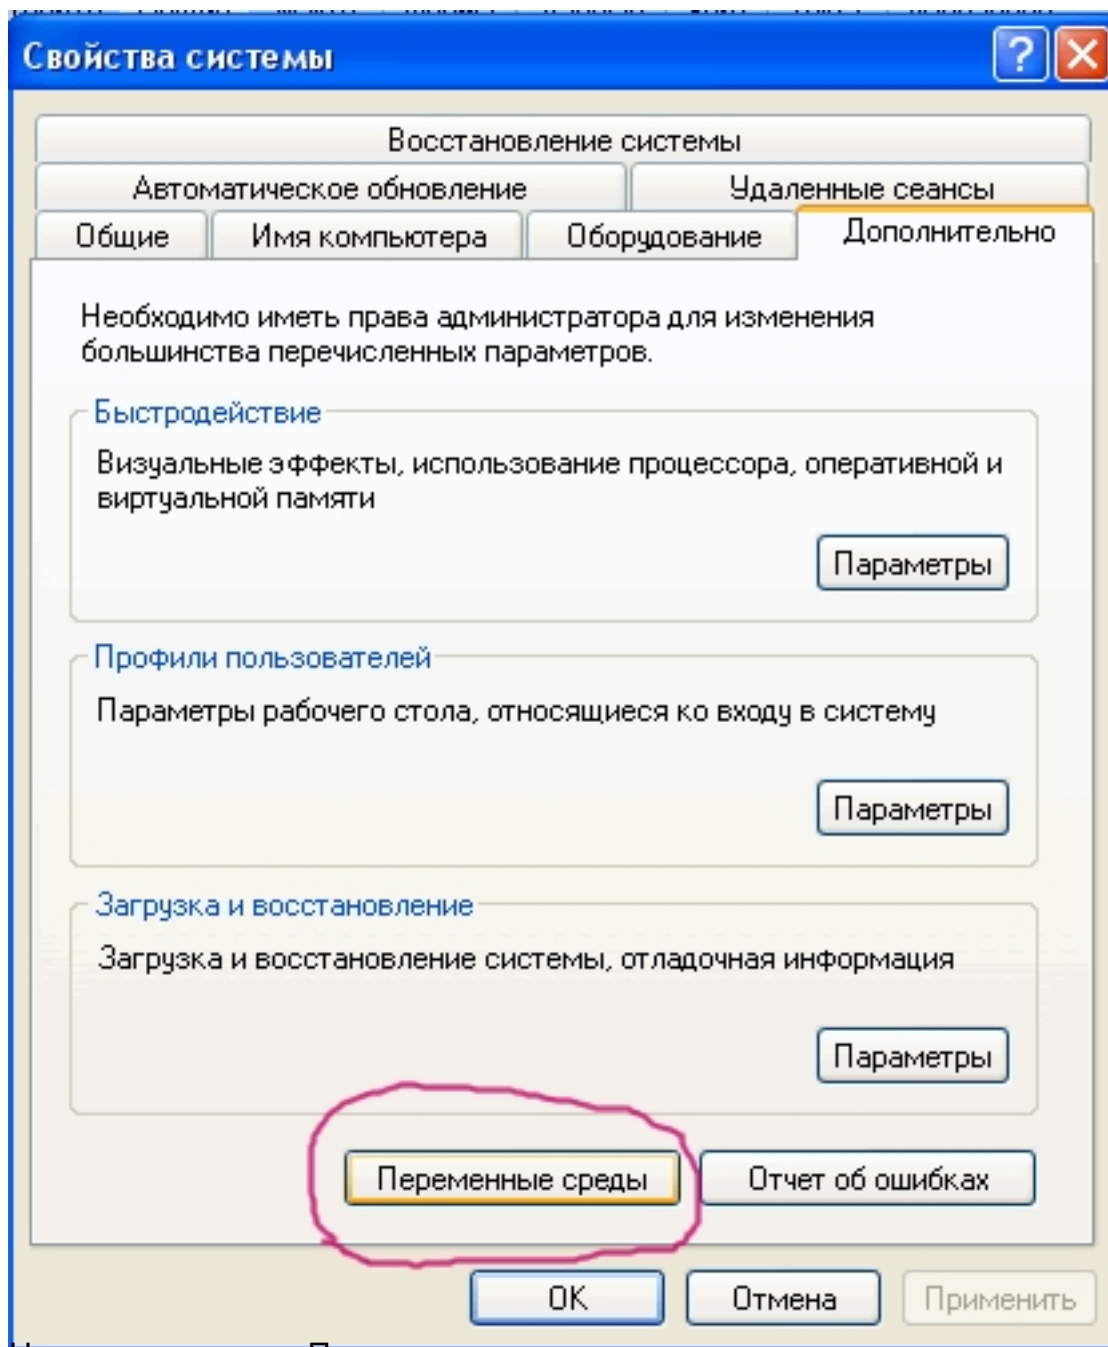 Свойства системы
Восстановление системы
Автоматическое обновление
Удаленные сеансы
Общие
Имя компьютера
Оборудование
Дополнительно
Необходимо иметь права администратора для изменения
большинства перечисленных параметров.
Быстродействие
Визуальные эффекты, использование процессора, оперативной и
виртуальной памяти
Параметры
Профили пользователей
Параметры рабочего стола, относящиеся ко входу в систему
Параметры
Загрузка и восстановление
Загрузка и восстановление системы, отладочная информация
Параметры
Переменные среды
Отчет об ошибках
OK
Отмена
Применить